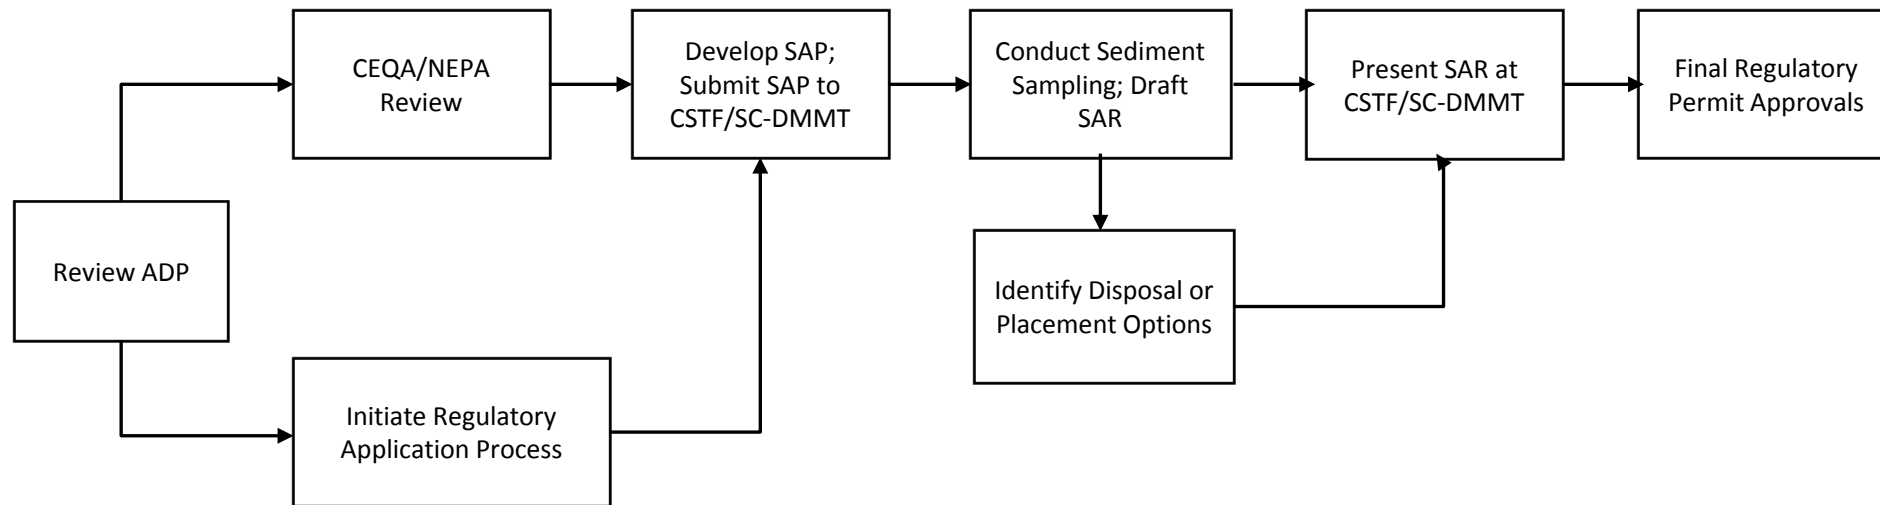 CEQA/NEPA
Review
Develop SAP;
Submit SAP to
CSTF/SC-DMMT
Conduct Sediment
Sampling; Draft
SAR
Present SAR at
CSTF/SC-DMMT
Final Regulatory
Permit Approvals
Review ADP
Identify Disposal or
Placement Options
Initiate Regulatory
Application Process